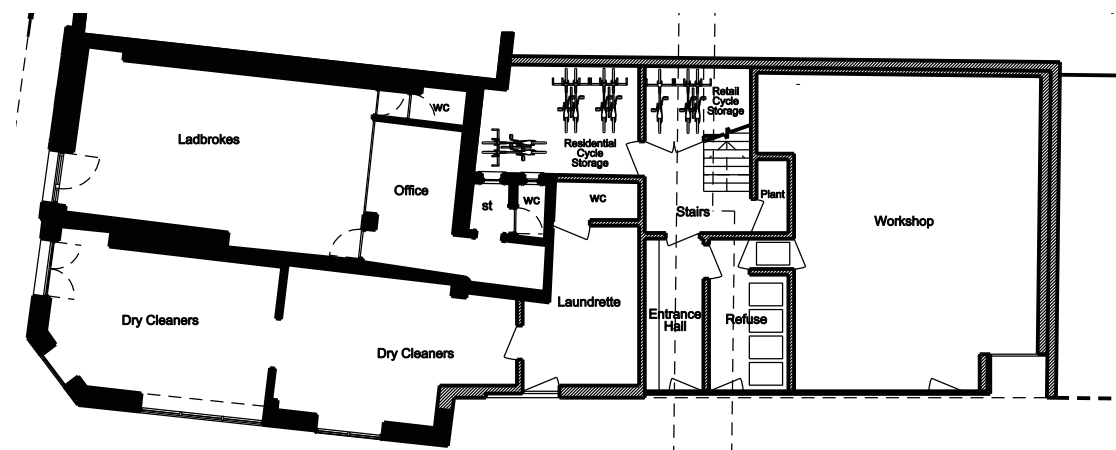 Ladbrokes
wc
Office
st
wc
wc
Residential
Cycle
Storage
Retail
Cycle
Storage
Stairs
Plant
Workshop
Dry Cleaners
Dry Cleaners
Laundrette
Entrance
Hall
Refuse